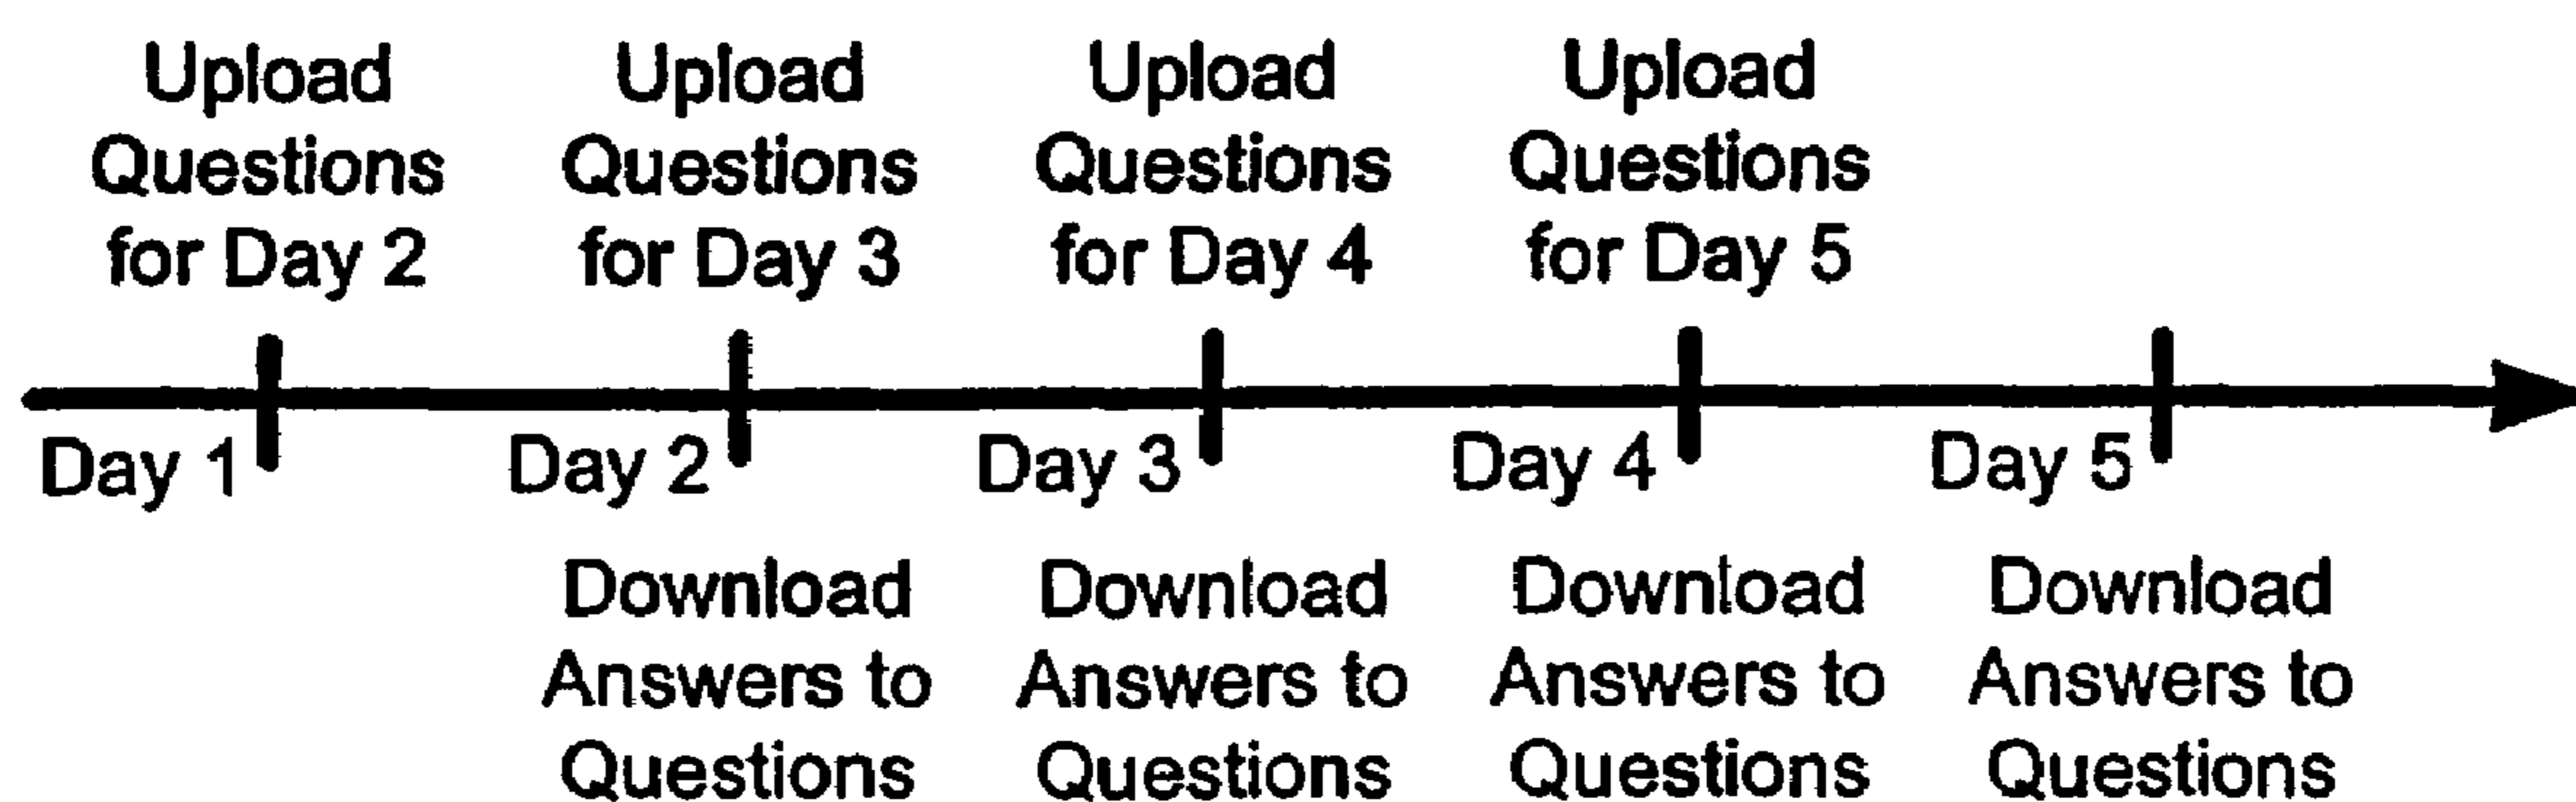 Upload Upload Upload Upload
Questions Questions Questions Questions
for Day 2 for Day 3 for Day 4 for Day 5
Day 1 Day 2 Day 3 Day 4 Day 5
Download Download Download Download
Answers to Answers to Answers to Answers to
Questions Questions Questions Questions